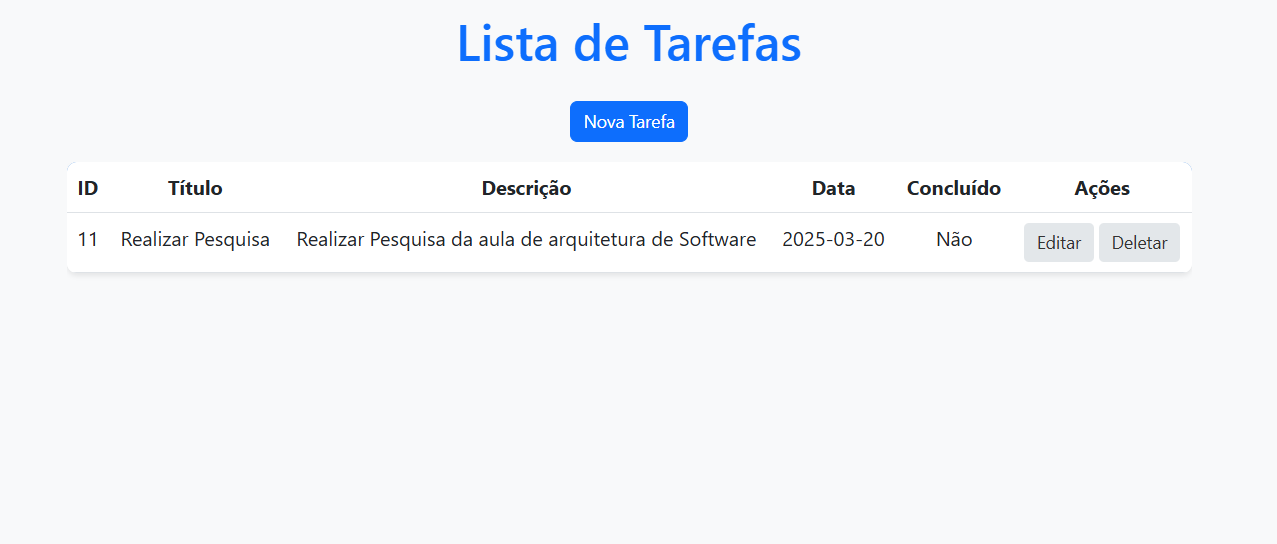 Lista de Tarefas
Nova Tarefa
ID Título Descrição Data Concluído Ações
11 Realizar Pesquisa Realizar Pesquisa da aula de arquitetura de Software 2025-03-20 Não Editar Deletar